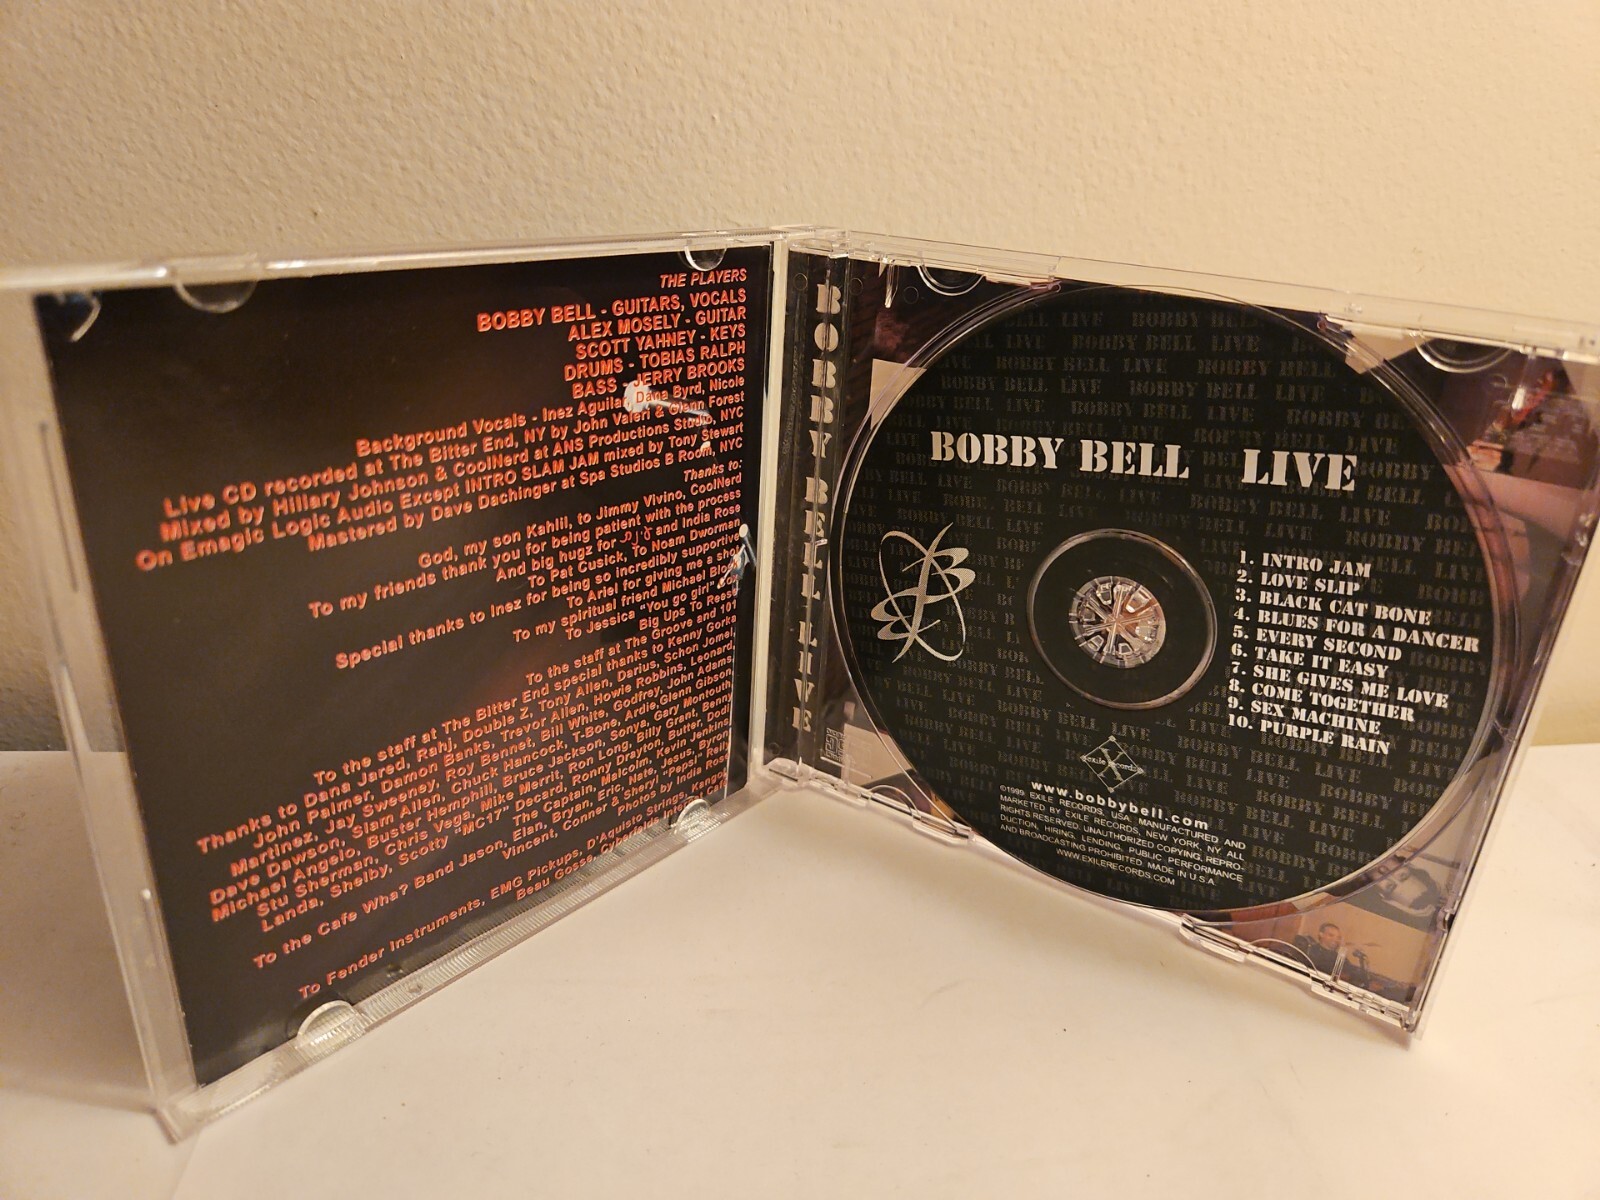 THE PLAYERS
BOBBY BELL - GUITARS, VOCALS
ALEX MOSELY - GUITAR
SCOTT YAHNEY - KEYS
DRUMS - TOBIAS RALPH
BASS - JERRY BROOKS
Background Vocals - Inez Aguilar, Dana Byrd, Nicole
Live CD recorded at The Bitter End, NY by John Valeri & Glenn Forest
Mixed by Hillary Johnson & CoolNerd at ANS Productions Studio, NYC
On Emagic Logic Audio Except INTRO SLAM JAM mixed by Tony Stewart
Mastered by Dave Dachinger at Spa Studios B Room, NYC
Thanks to:
God, my son Kahlil, to Jimmy Vivino, CoolNerd
To my friends thank you for being patient with the process
And big hugz for and India Rose
To Pat Cusick, To Noam Dworman
Special thanks to Inez for being so incredibly supportive
To Ariel for giving me a shot
To my spiritual friend Michael
To Jessica "You go girl"
Big Ups To Reese
To the staff at The Groove and 101
To the staff at The Bitter End special thanks to Kenny Gorka
Thanks to Dana Jared, Rahj, Double Z, Tony Allen, Darius, Schon Jomel,
John Palmer, Damon Banks, Trevor Allen, Howie Robbins, Leonard,
Martinez, Jay Sweeney, Roy Bennet, Bill White, Godfrey, John Adams,
Dave Dawson, Slam Allen, Chuck Hancock, T-Bone, Ardie, Glenn Gibson,
Michael Angelo, Buster Hemphill, Bruce Jackson, Sonya, Gary Montouth,
Stu Sherman, Chris Vega, Mike Merrit, Ron Long, Billy Grant, Benny
Landa, Shelby, Scotty "MC17" Decard, Ronny Drayton, Butter, Dodi
The Captain, Malcolm, Kevin Jenkins,
To the Cafe Wha? Band Jason, Elan, Bryan, Eric, Nate, Jesus, Byron
Vincent, Conner & Shery "Pepsi" Reily
Photos by India Rose
To Fender Instruments, EMG Pickups, D'Aquisto Strings, Kangol
Beau Gosse, Cyberfields Internet Cafe
BOBBY BELL LIVE
BOBBY BELL LIVE
1. INTRO JAM
2. LOVE SLIP
3. BLACK CAT BONE
4. BLUES FOR A DANCER
5. EVERY SECOND
6. TAKE IT EASY
7. SHE GIVES ME LOVE
8. COME TOGETHER
9. SEX MACHINE
10. PURPLE RAIN
exile records
www.bobbybell.com
©1999 EXILE RECORDS, USA. MANUFACTURED AND
MARKETED BY EXILE RECORDS, NEW YORK, NY. ALL
RIGHTS RESERVED. UNAUTHORIZED COPYING, REPRO-
DUCTION, HIRING, LENDING, PUBLIC PERFORMANCE
AND BROADCASTING PROHIBITED. MADE IN U.S.A.
WWW.EXILERECORDS.COM